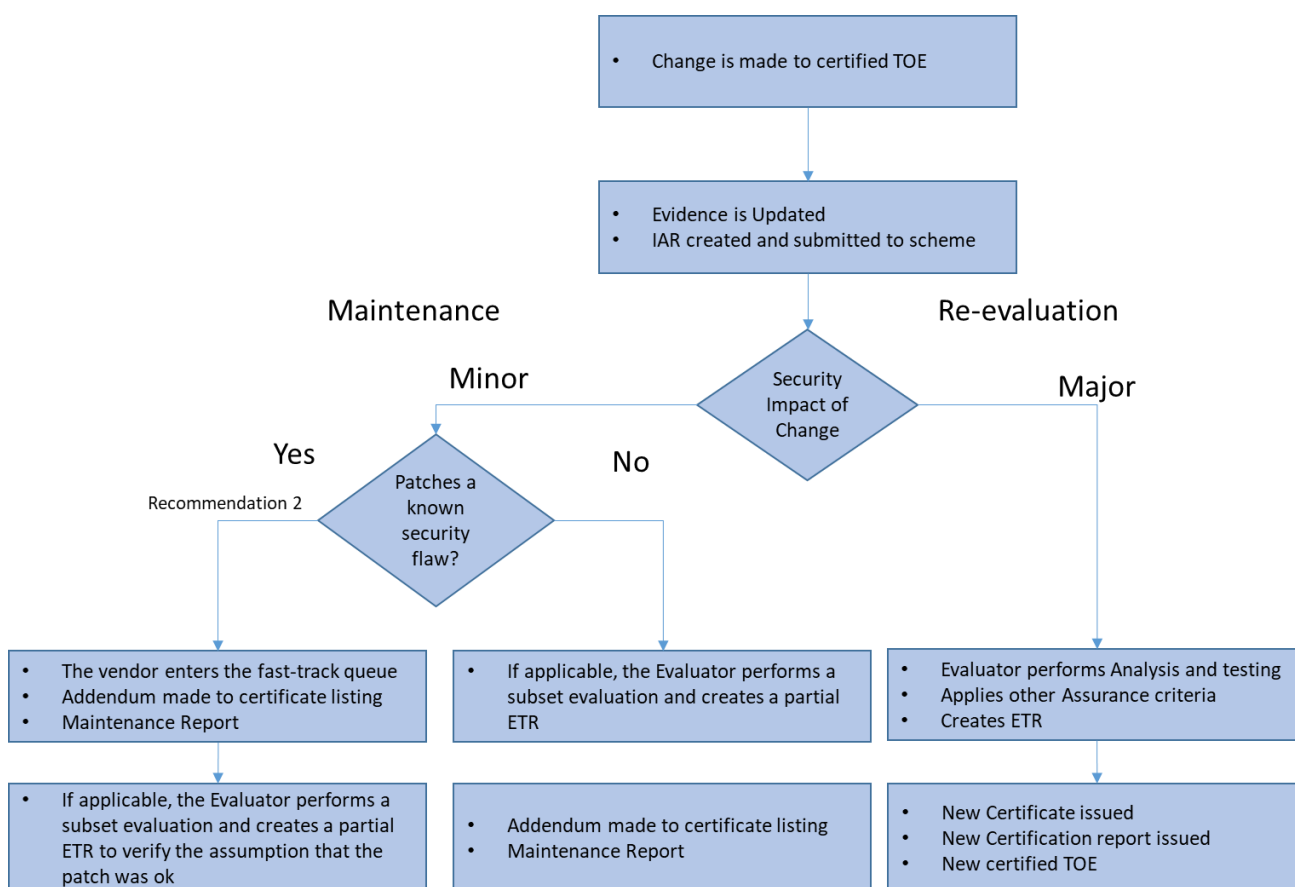 • Change is made to certified TOE
• Evidence is Updated
• IAR created and submitted to scheme
Maintenance
Re-evaluation
Minor
Security
Impact of
Change
Major
Yes
No
Recommendation 2
Patches a
known
security
flaw?
• The vendor enters the fast-track queue
• Addendum made to certificate listing
• Maintenance Report
• If applicable, the Evaluator performs a
subset evaluation and creates a partial
ETR
• Evaluator performs Analysis and testing
• Applies other Assurance criteria
• Creates ETR
• If applicable, the Evaluator performs a
subset evaluation and creates a partial
ETR to verify the assumption that the
patch was ok
• Addendum made to certificate listing
• Maintenance Report
• New Certificate issued
• New Certification report issued
• New certified TOE